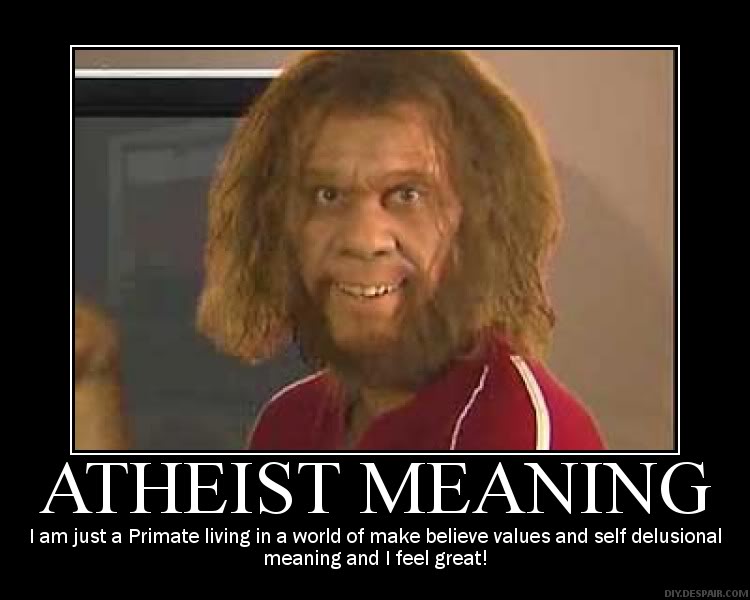 ATHEIST MEANING
I am just a Primate living in a world of make believe values and self delusional
meaning and I feel great!
DIY.DESPAIR.COM